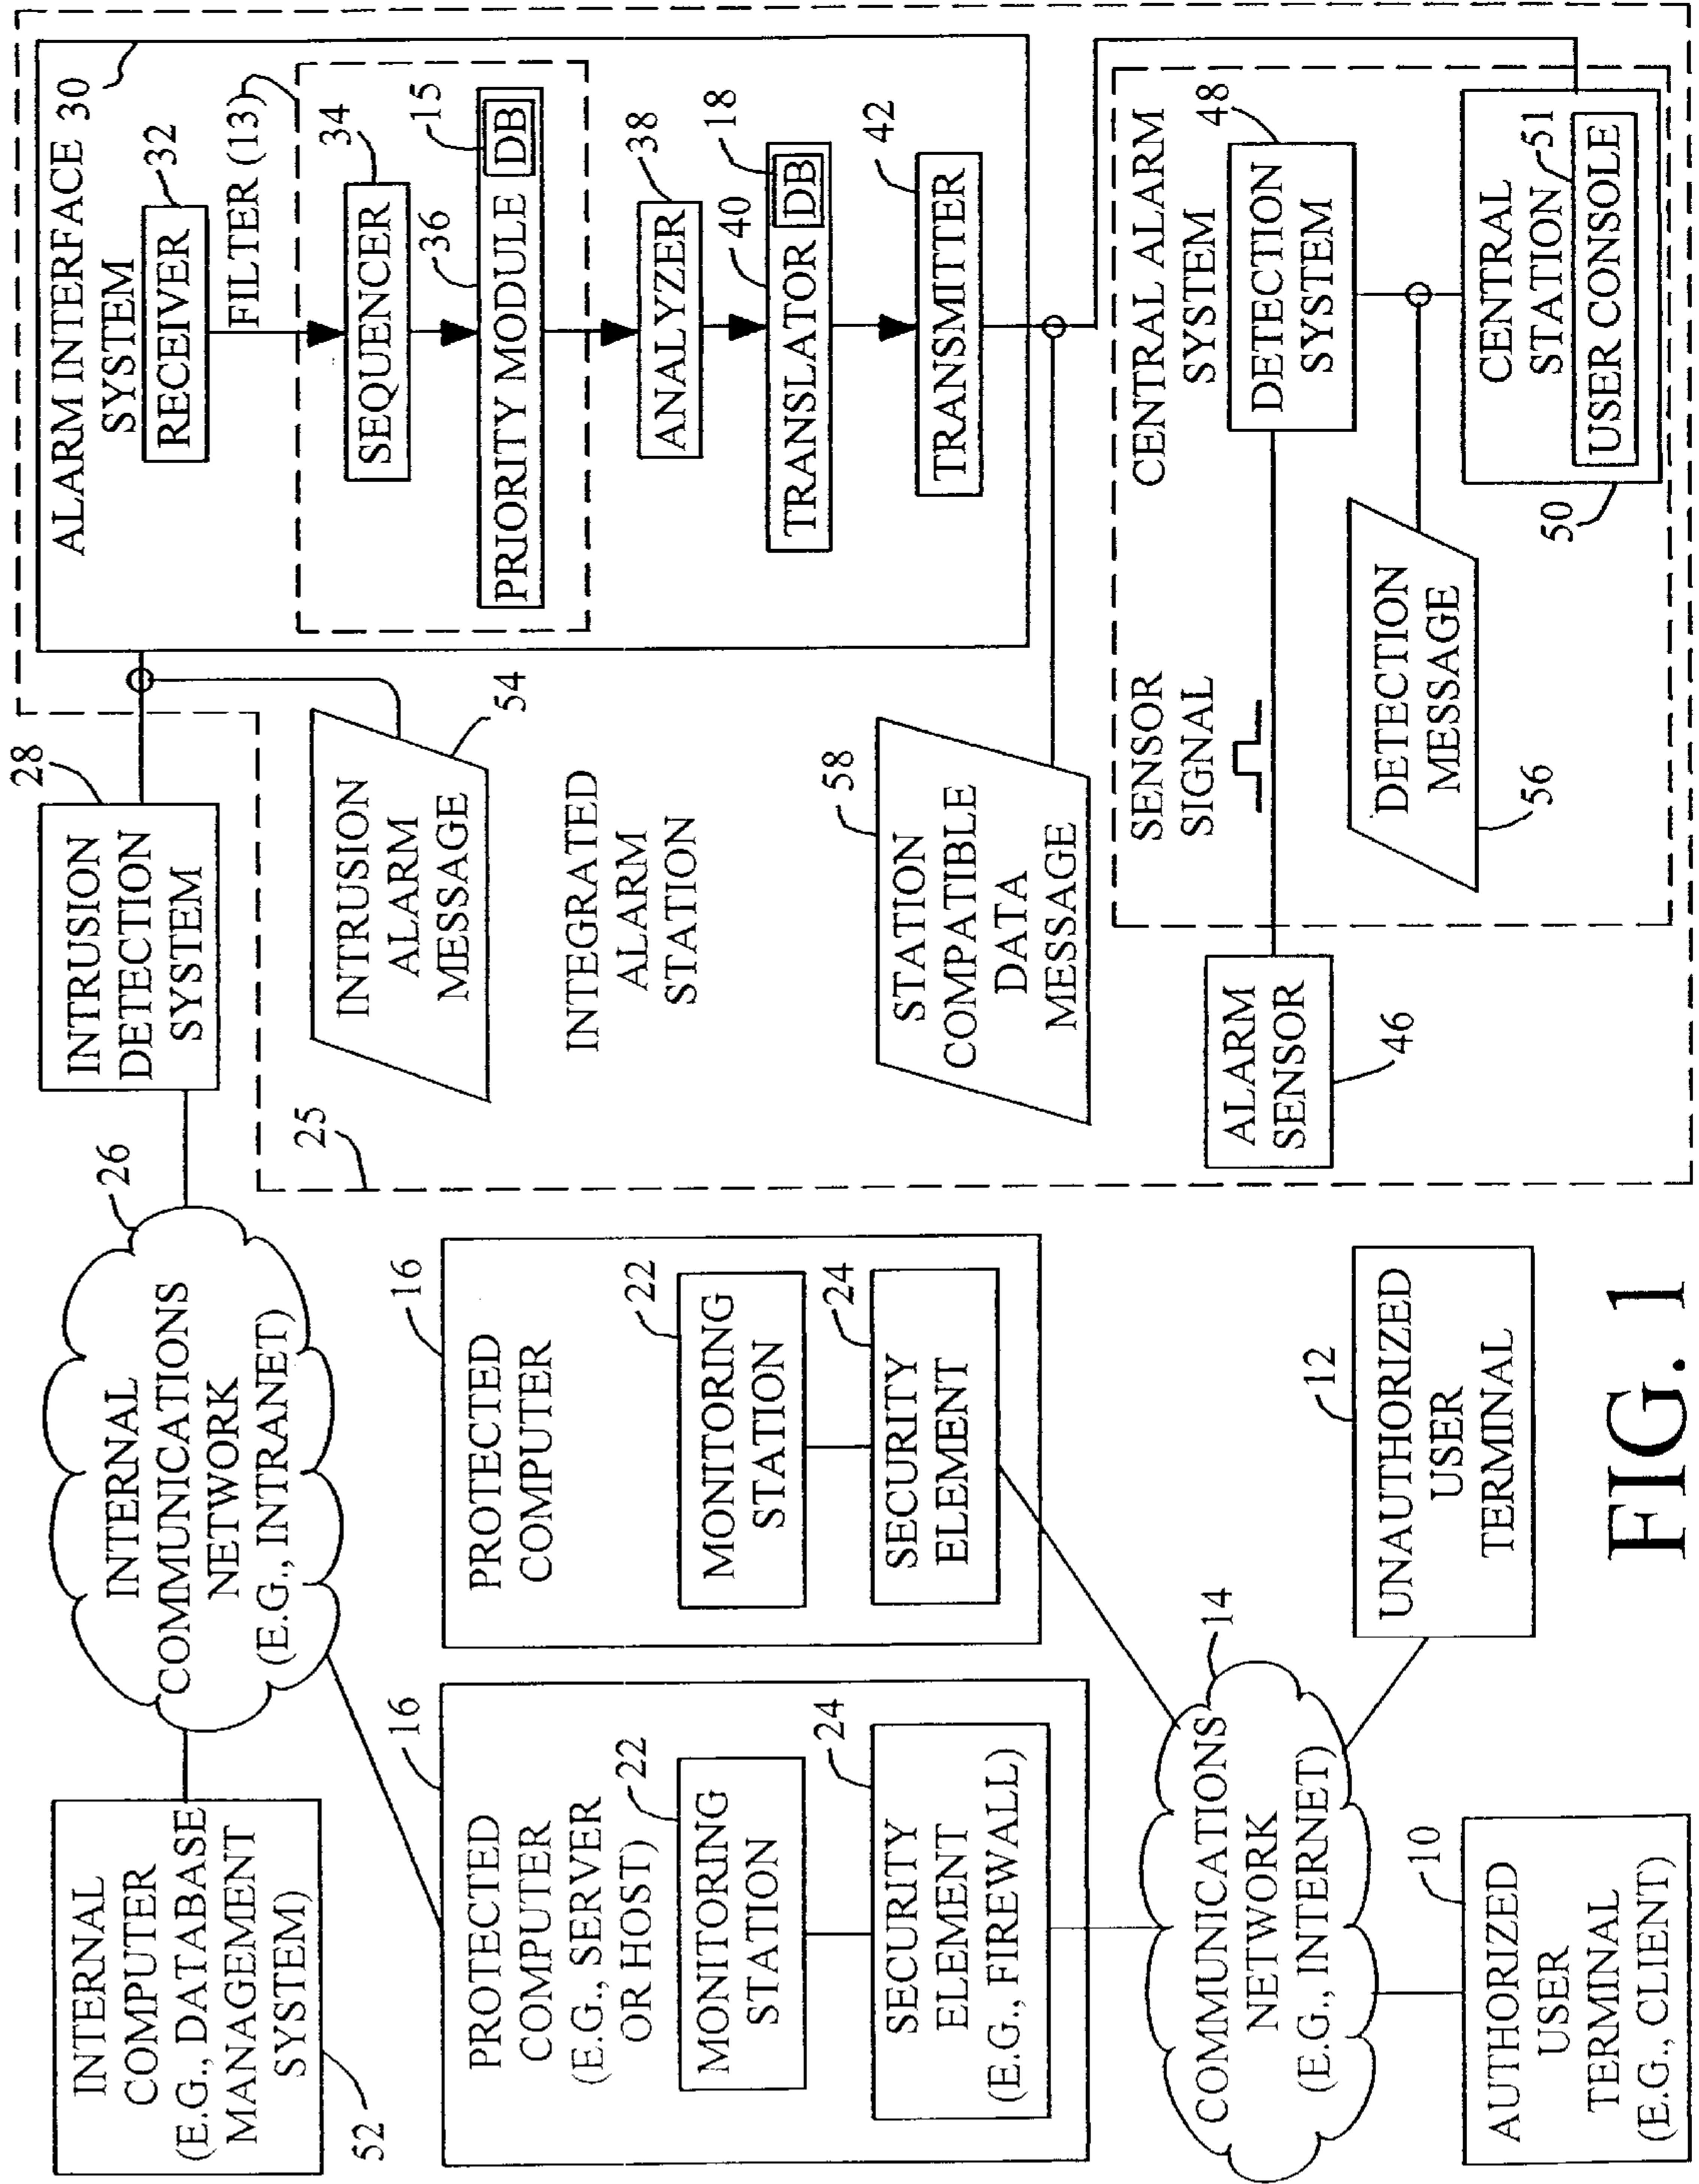 INTERNAL
COMPUTER
(E.G., DATABASE
MANAGEMENT
SYSTEM)
52
INTERNAL
COMMUNICATIONS
NETWORK
(E.G., INTRANET)
26
INTRUSION
DETECTION
SYSTEM
28
PROTECTED
COMPUTER
(E.G., SERVER
OR HOST)
16
MONITORING
STATION
22
SECURITY
ELEMENT
(E.G., FIREWALL)
24
PROTECTED
COMPUTER
16
MONITORING
STATION
22
SECURITY
ELEMENT
24
COMMUNICATIONS
NETWORK
(E.G., INTERNET)
14
AUTHORIZED
USER
TERMINAL
(E.G., CLIENT)
10
UNAUTHORIZED
USER
TERMINAL
12
25
INTRUSION
ALARM
MESSAGE
54
INTEGRATED
ALARM
STATION
STATION
COMPATIBLE
DATA
MESSAGE
58
ALARM
SENSOR
46
SENSOR
SIGNAL
DETECTION
MESSAGE
56
ALARM INTERFACE
SYSTEM
30
RECEIVER
32
FILTER (13)
SEQUENCER
34
36
PRIORITY MODULE
DB
15
ANALYZER
38
40
TRANSLATOR
DB
18
TRANSMITTER
42
CENTRAL ALARM
SYSTEM
DETECTION
SYSTEM
48
CENTRAL
STATION
51
USER CONSOLE
50
FIG. 1